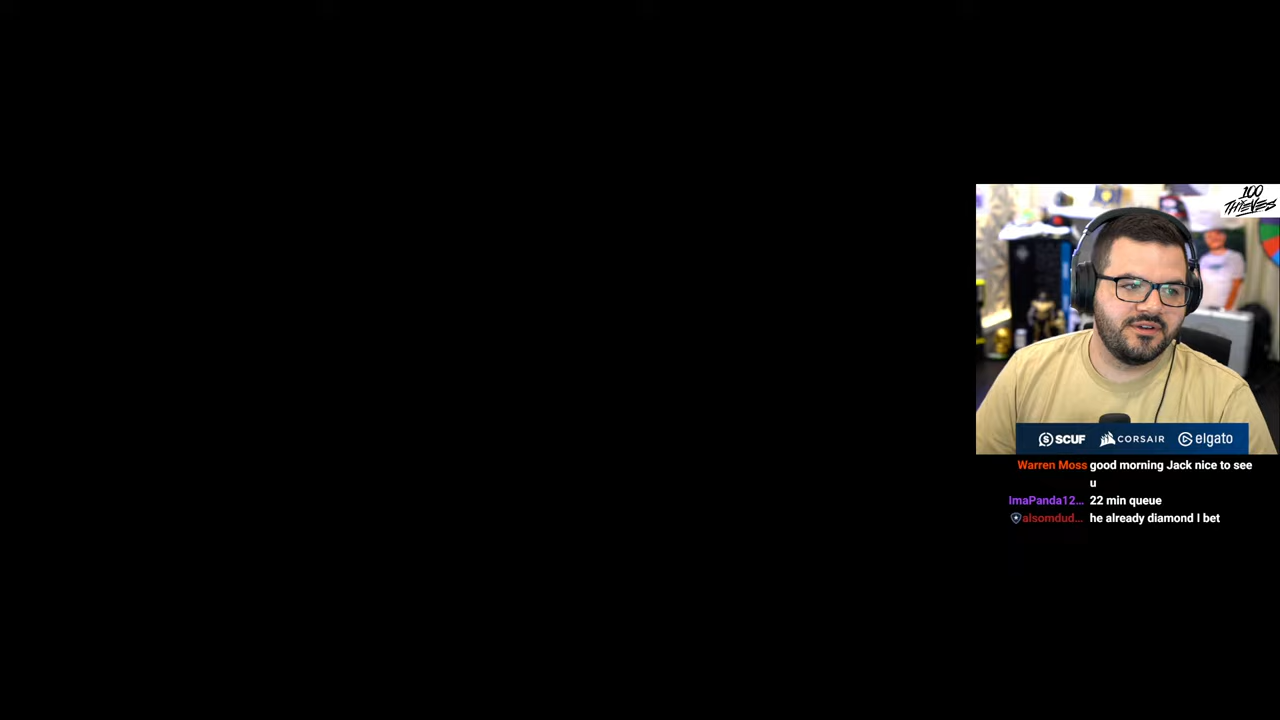 100
THIEVES
SCUF CORSAIR elgato
Warren Moss good morning Jack nice to see
u
ImaPanda12... 22 min queue
alsomdud... he already diamond I bet